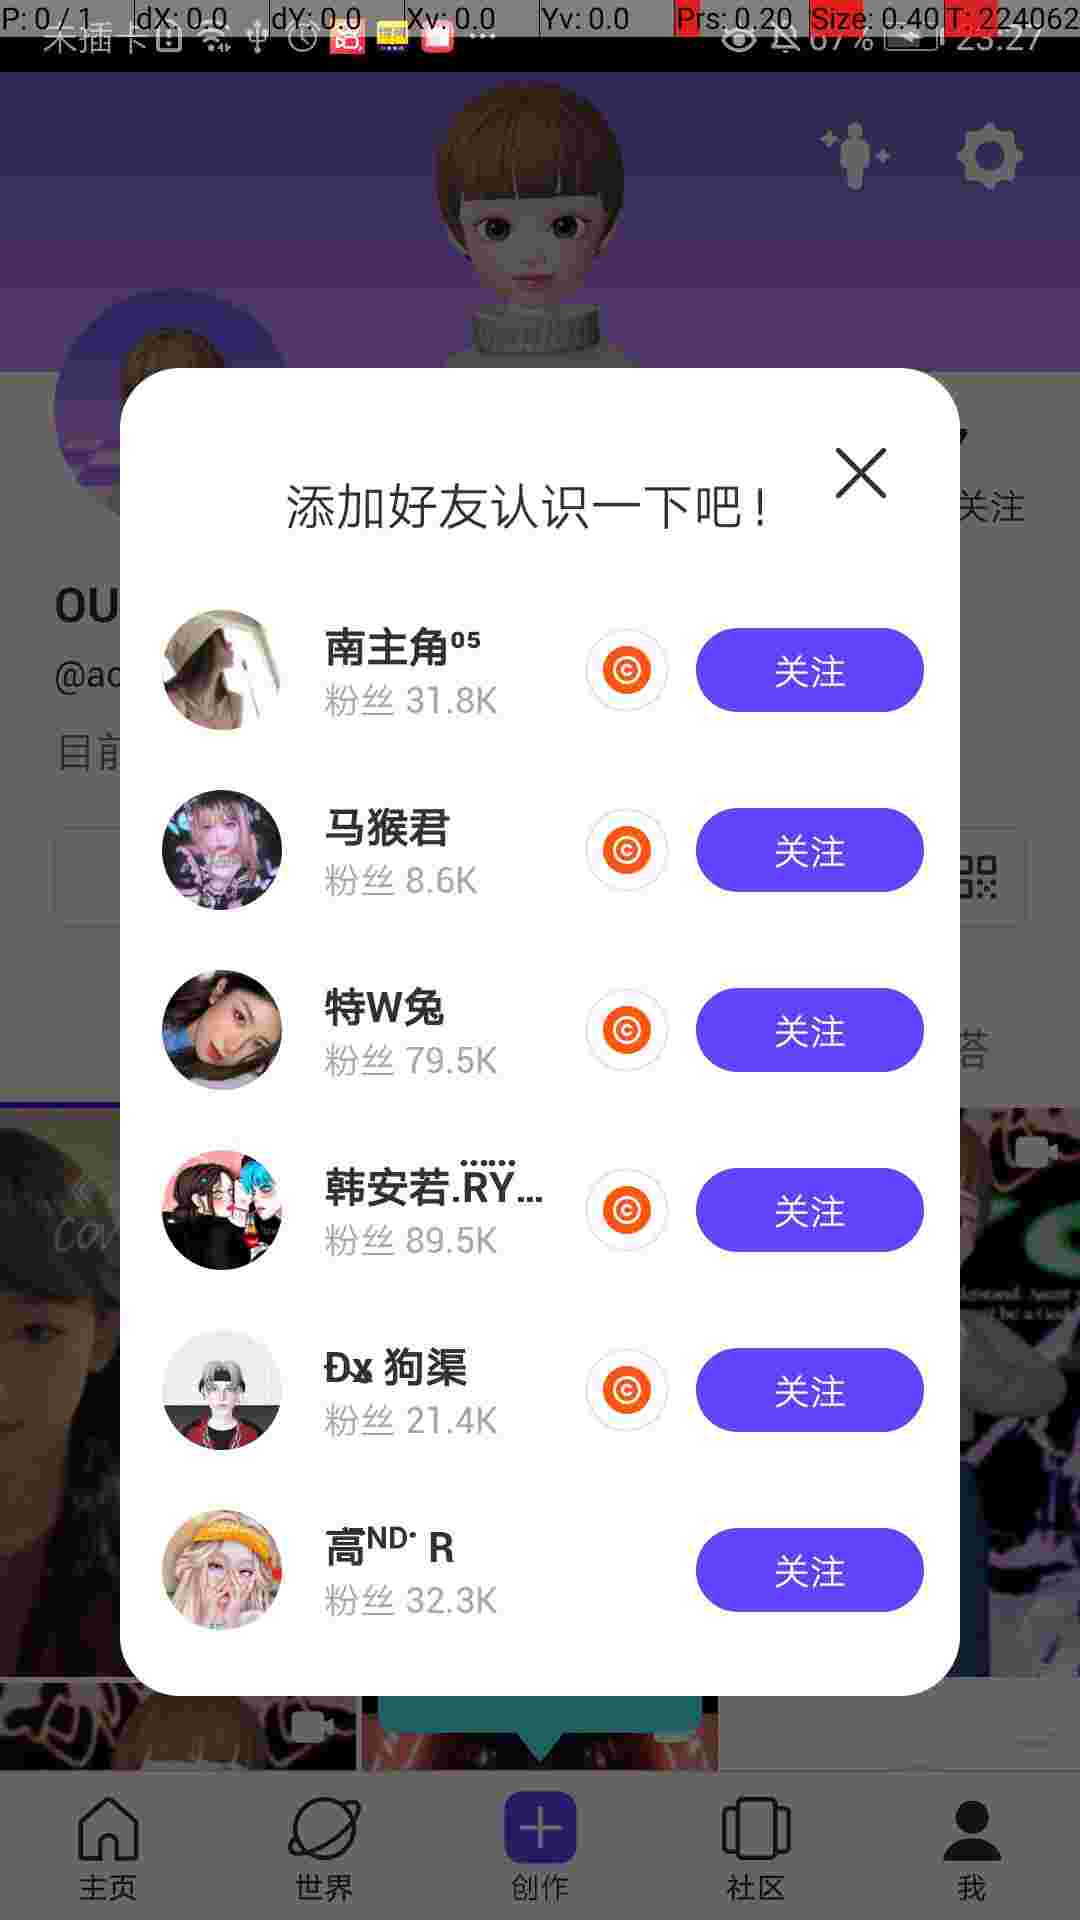 P: 0 / 1 dX: 0.0 dY: 0.0 Xv: 0.0 Yv: 0.0 Prs: 0.20 Size: 0.40 T: 224062
未插卡 67% 23:27
添加好友认识一下吧!
关注
OU
@ac
目前
南主角⁰⁵
粉丝 31.8K
关注
马猴君
粉丝 8.6K
关注
特W兔
粉丝 79.5K
关注
答
韩安若.RY...
粉丝 89.5K
关注
Dx 狗渠
粉丝 21.4K
关注
高ᴺᴰ· R
粉丝 32.3K
关注
主页 世界 创作 社区 我